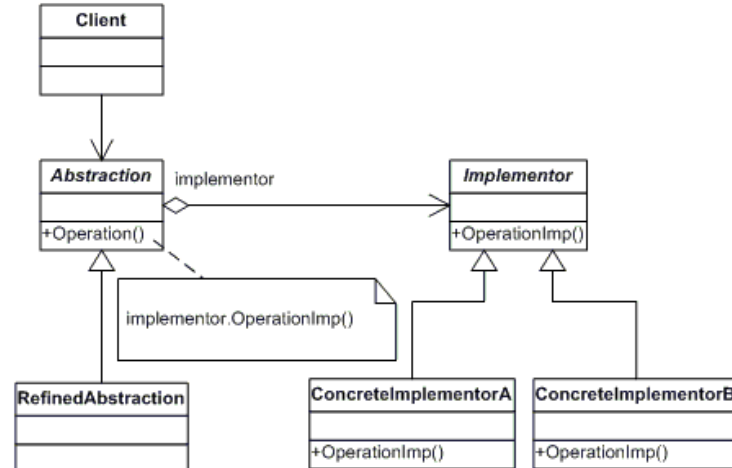 Client
Abstraction
implementor
Implementor
+Operation()
+OperationImp()
implementor.OperationImp()
RefinedAbstraction
ConcreteImplementorA
ConcreteImplementorB
+OperationImp()
+OperationImp()